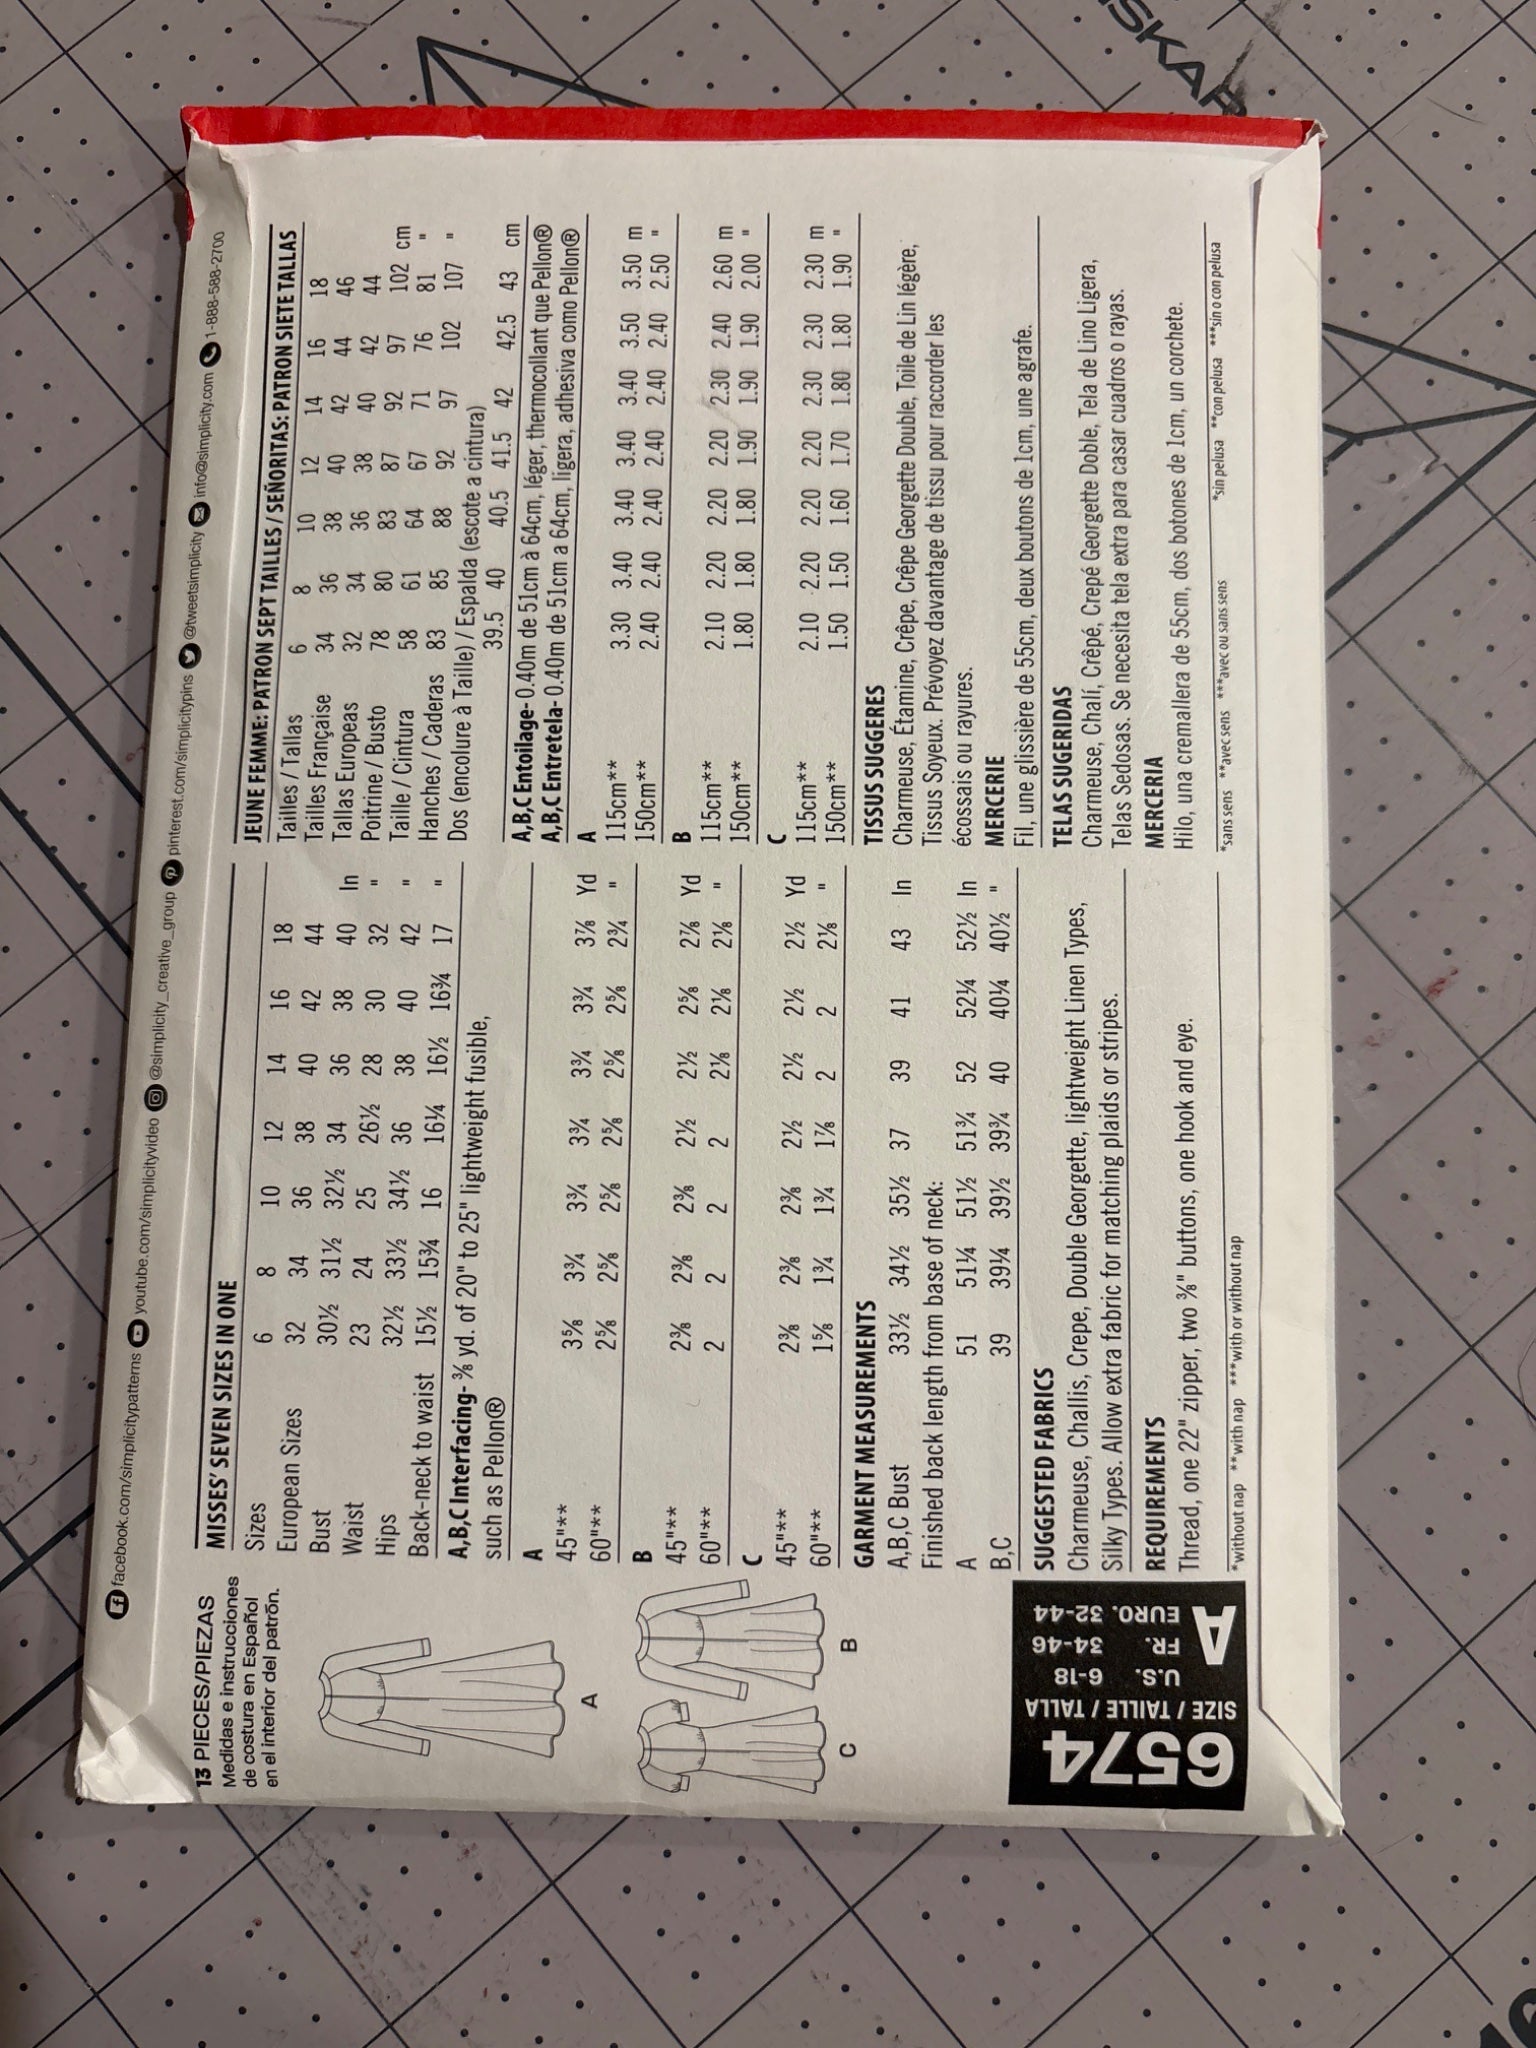 facebook.com/simplicitypatterns youtube.com/simplicityvideo @simplicity_creative_group pinterest.com/simplicitypins @tweetsimplicity info@simplicity.com 1-888-588-2700
13 PIECES/PIEZAS
Medidas e instrucciones
de costura en Español
en el interior del patrón.
A
C B
6574
SIZE / TAILLE / TALLA
U.S. 6-18
FR. 34-46
EURO. 32-44
A
MISSES' SEVEN SIZES IN ONE
Sizes 6 8 10 12 14 16 18
European Sizes 32 34 36 38 40 42 44
Bust 30½ 31½ 32½ 34 36 38 40 In
Waist 23 24 25 26½ 28 30 32 "
Hips 32½ 33½ 34½ 36 38 40 42 "
Back-neck to waist 15½ 15¾ 16 16¼ 16½ 16¾ 17 "
A,B,C Interfacing- ⅜ yd. of 20" to 25" lightweight fusible,
such as Pellon®
A
45"** 3⅝ 3¾ 3¾ 3¾ 3¾ 3¾ 3⅞ Yd
60"** 2⅝ 2⅝ 2⅝ 2⅝ 2⅝ 2⅝ 2¾ "
B
45"** 2⅜ 2⅜ 2⅜ 2½ 2½ 2⅝ 2⅞ Yd
60"** 2 2 2 2 2⅛ 2⅛ 2⅛ "
C
45"** 2⅜ 2⅜ 2⅜ 2½ 2½ 2½ 2½ Yd
60"** 1⅝ 1¾ 1¾ 1⅞ 2 2 2⅛ "
GARMENT MEASUREMENTS
A,B,C Bust 33½ 34½ 35½ 37 39 41 43 In
Finished back length from base of neck:
A 51 51¼ 51½ 51¾ 52 52¼ 52½ In
B,C 39 39¼ 39½ 39¾ 40 40¼ 40½ "
SUGGESTED FABRICS
Charmeuse, Challis, Crepe, Double Georgette, lightweight Linen Types,
Silky Types. Allow extra fabric for matching plaids or stripes.
REQUIREMENTS
Thread, one 22" zipper, two ⅜" buttons, one hook and eye.
*without nap **with nap ***with or without nap
JEUNE FEMME: PATRON SEPT TAILLES / SEÑORITAS: PATRON SIETE TALLAS
Tailles / Tallas 6 8 10 12 14 16 18
Tailles Française 34 36 38 40 42 44 46
Tallas Europeas 32 34 36 38 40 42 44
Poitrine / Busto 78 80 83 87 92 97 102 cm
Taille / Cintura 58 61 64 67 71 76 81 "
Hanches / Caderas 83 85 88 92 97 102 107 "
Dos (encolure à Taille) / Espalda (escote a cintura)
39.5 40 40.5 41.5 42 42.5 43 cm
A,B,C Entoilage- 0.40m de 51cm à 64cm, léger, thermocollant que Pellon®
A,B,C Entretela- 0.40m de 51cm a 64cm, ligera, adhesiva como Pellon®
A
115cm** 3.30 3.40 3.40 3.40 3.40 3.50 3.50 m
150cm** 2.40 2.40 2.40 2.40 2.40 2.40 2.50 "
B
115cm** 2.10 2.20 2.20 2.20 2.30 2.40 2.60 m
150cm** 1.80 1.80 1.80 1.90 1.90 1.90 2.00 "
C
115cm** 2.10 2.20 2.20 2.20 2.30 2.30 2.30 m
150cm** 1.50 1.50 1.60 1.70 1.80 1.80 1.90 "
TISSUS SUGGERES
Charmeuse, Étamine, Crêpe, Crêpe Georgette Double, Toile de Lin légère,
Tissus Soyeux. Prévoyez davantage de tissu pour raccorder les
écossais ou rayures.
MERCERIE
Fil, une glissière de 55cm, deux boutons de 1cm, une agrafe.
TELAS SUGERIDAS
Charmeuse, Chalí, Crêpé, Crepé Georgette Doble, Tela de Lino Ligera,
Telas Sedosas. Se necesita tela extra para casar cuadros o rayas.
MERCERIA
Hilo, una cremallera de 55cm, dos botones de 1cm, un corchete.
*sans sens **avec sens ***avec ou sans sens *sin pelusa **con pelusa ***sin o con pelusa